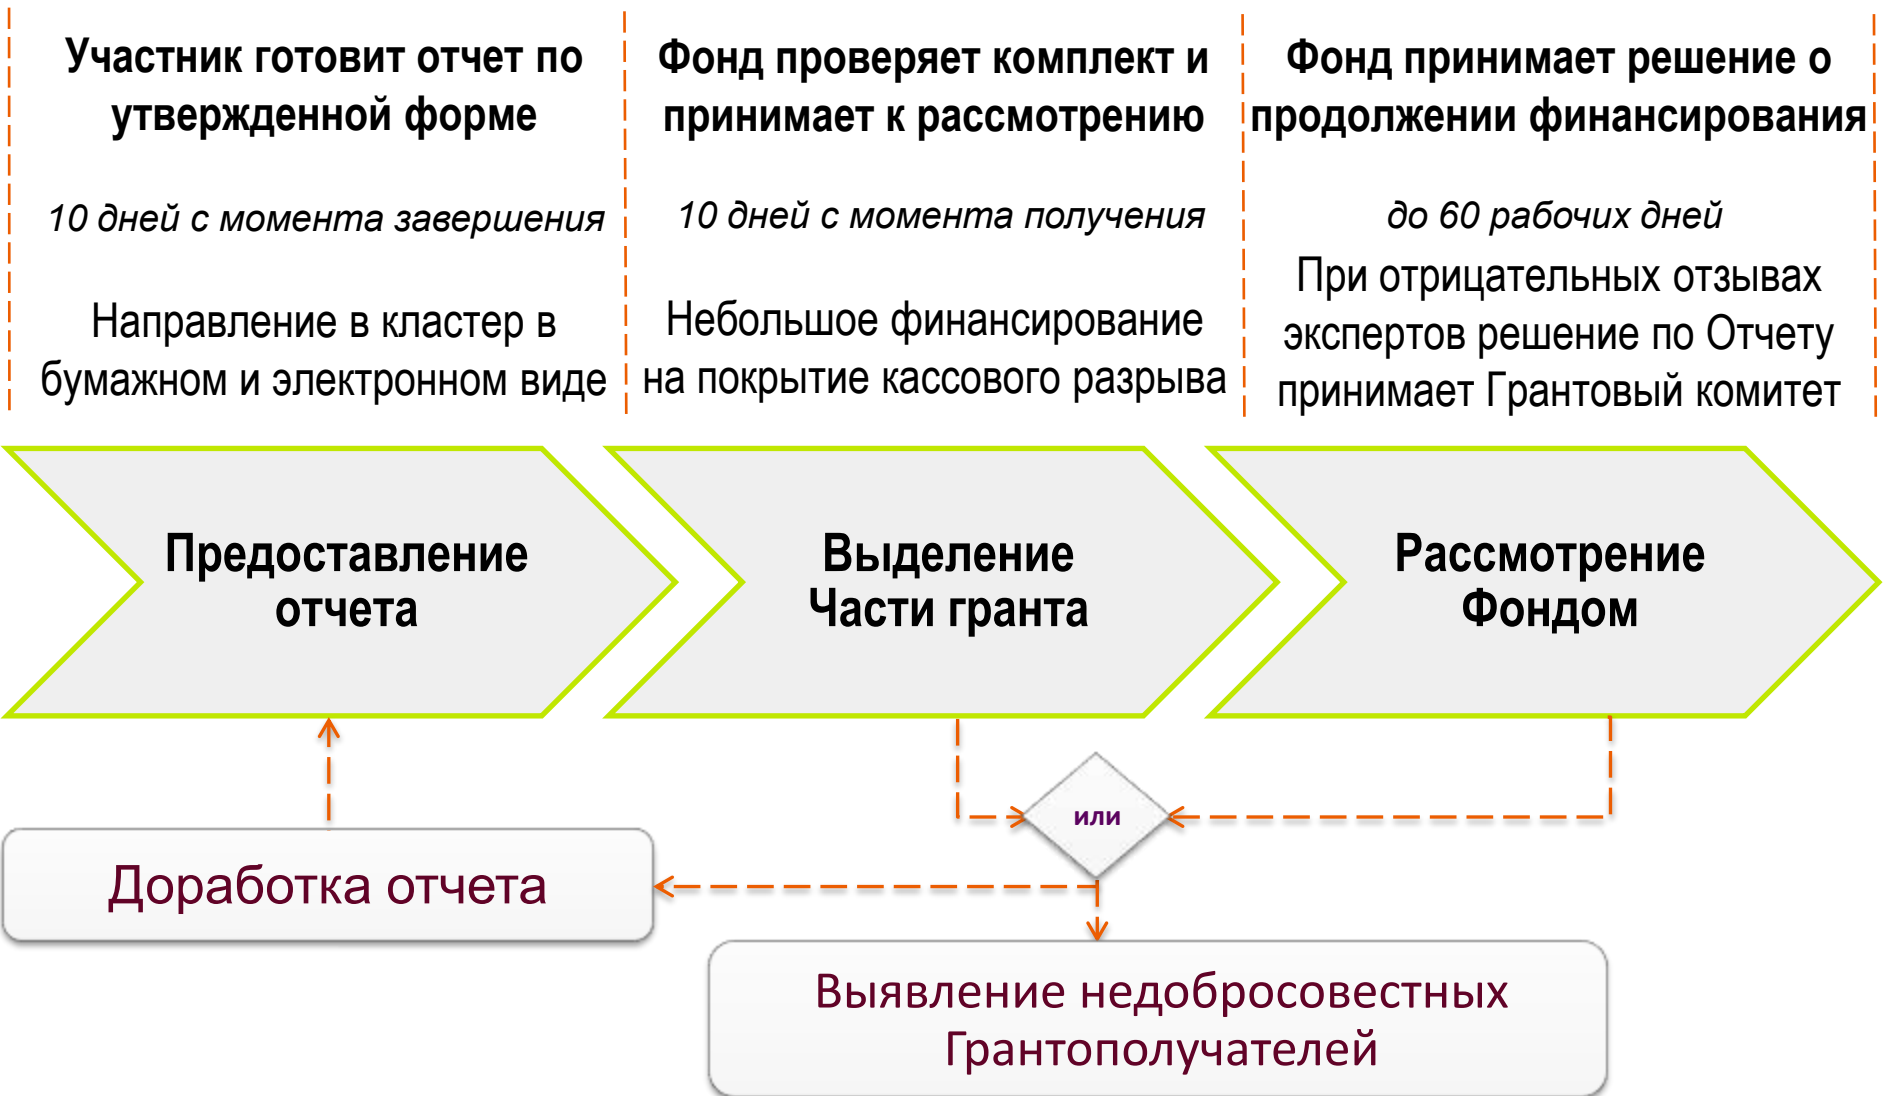 Участник готовит отчет по
утвержденной форме
10 дней с момента завершения
Направление в кластер в
бумажном и электронном виде
Фонд проверяет комплект и
принимает к рассмотрению
10 дней с момента получения
Небольшое финансирование
на покрытие кассового разрыва
Фонд принимает решение о
продолжении финансирования
до 60 рабочих дней
При отрицательных отзывах
экспертов решение по Отчету
принимает Грантовый комитет
Предоставление
отчета
Выделение
Части гранта
Рассмотрение
Фондом
или
Доработка отчета
Выявление недобросовестных
Грантополучателей